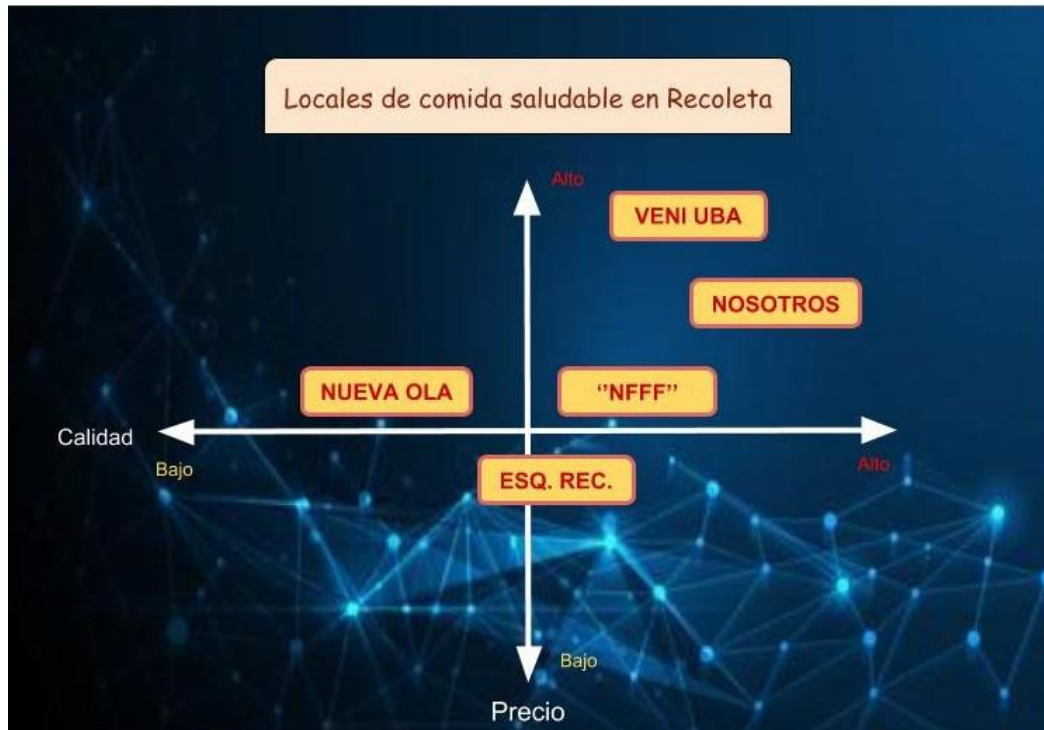 Locales de comida saludable en Recoleta
Alto
VENI UBA
NOSOTROS
NUEVA OLA
‘’NFFF’’
Calidad
Bajo
Alto
ESQ. REC.
Bajo
Precio